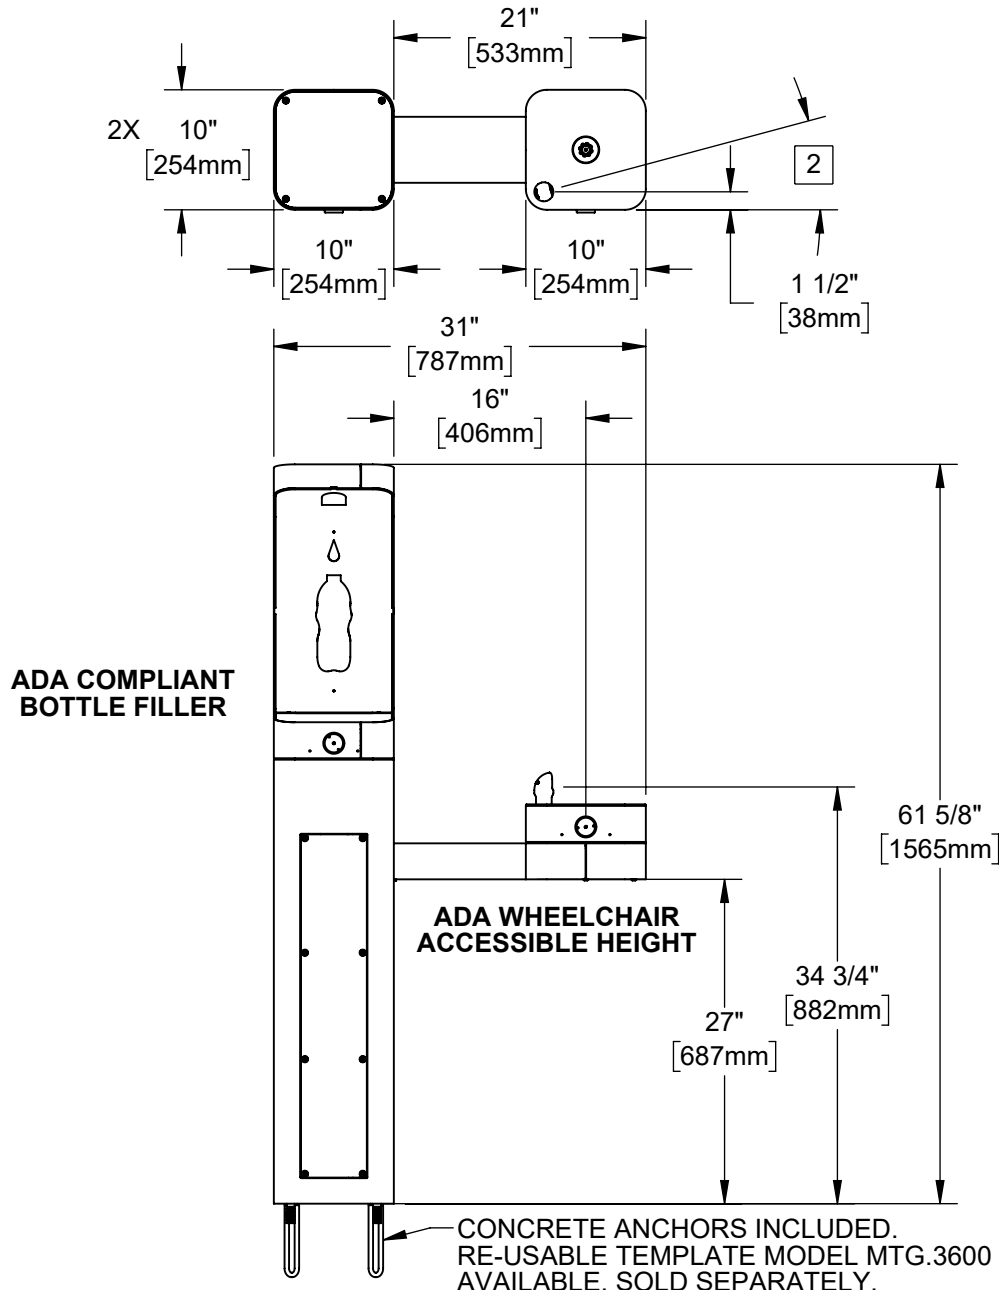 21"
[533mm]
2X 10"
[254mm]
2
10"
[254mm]
10"
[254mm]
1 1/2"
[38mm]
31"
[787mm]
16"
[406mm]
ADA COMPLIANT
BOTTLE FILLER
61 5/8"
[1565mm]
ADA WHEELCHAIR
ACCESSIBLE HEIGHT
34 3/4"
[882mm]
27"
[687mm]
CONCRETE ANCHORS INCLUDED.
RE-USABLE TEMPLATE MODEL MTG.3600
AVAILABLE. SOLD SEPARATELY.